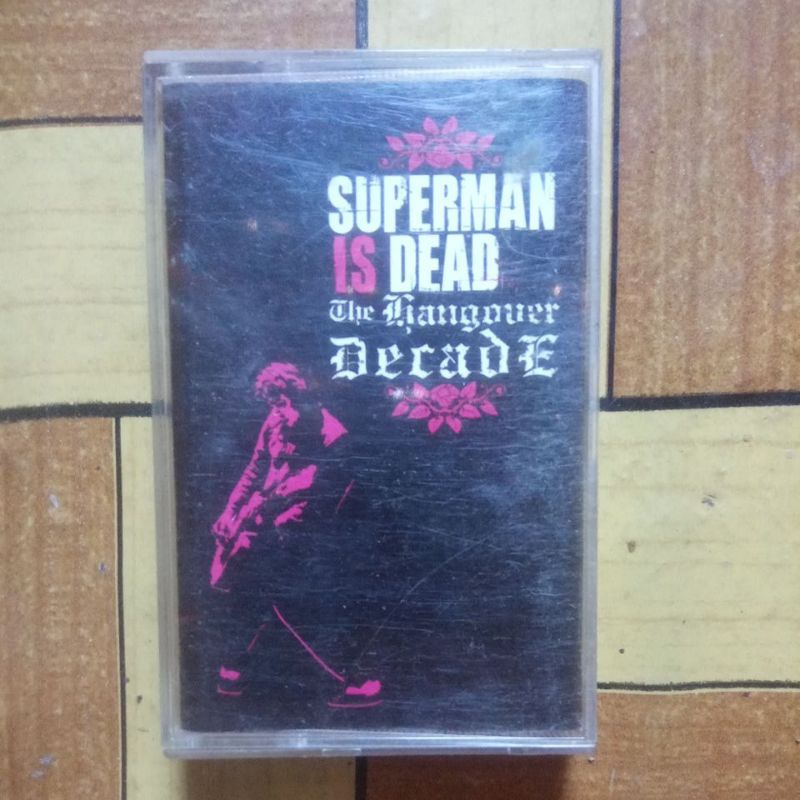 SUPERMAN
IS DEAD
The Hangover
DecadE